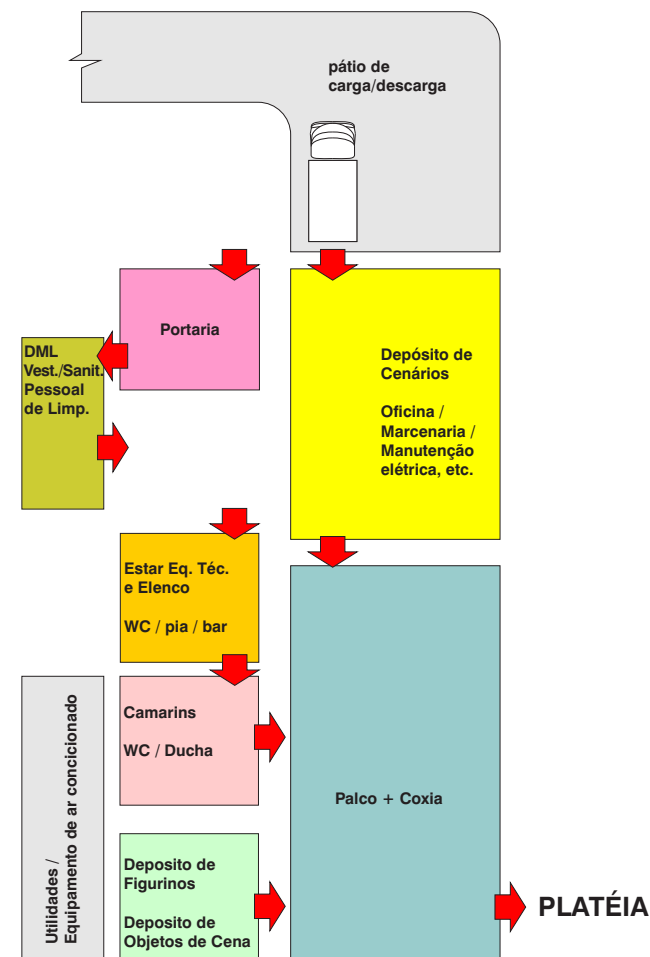 pátio de
carga/descarga
Portaria
DML
Vest./Sanit.
Pessoal
de Limp.
Depósito de
Cenários
Oficina /
Marcenaria /
Manutenção
elétrica, etc.
Estar Eq. Téc.
e Elenco
WC / pia / bar
Camarins
WC / Ducha
Utilidades /
Equipamento de ar concicionado
Palco + Coxia
Deposito de
Figurinos
Deposito de
Objetos de Cena
PLATÉIA